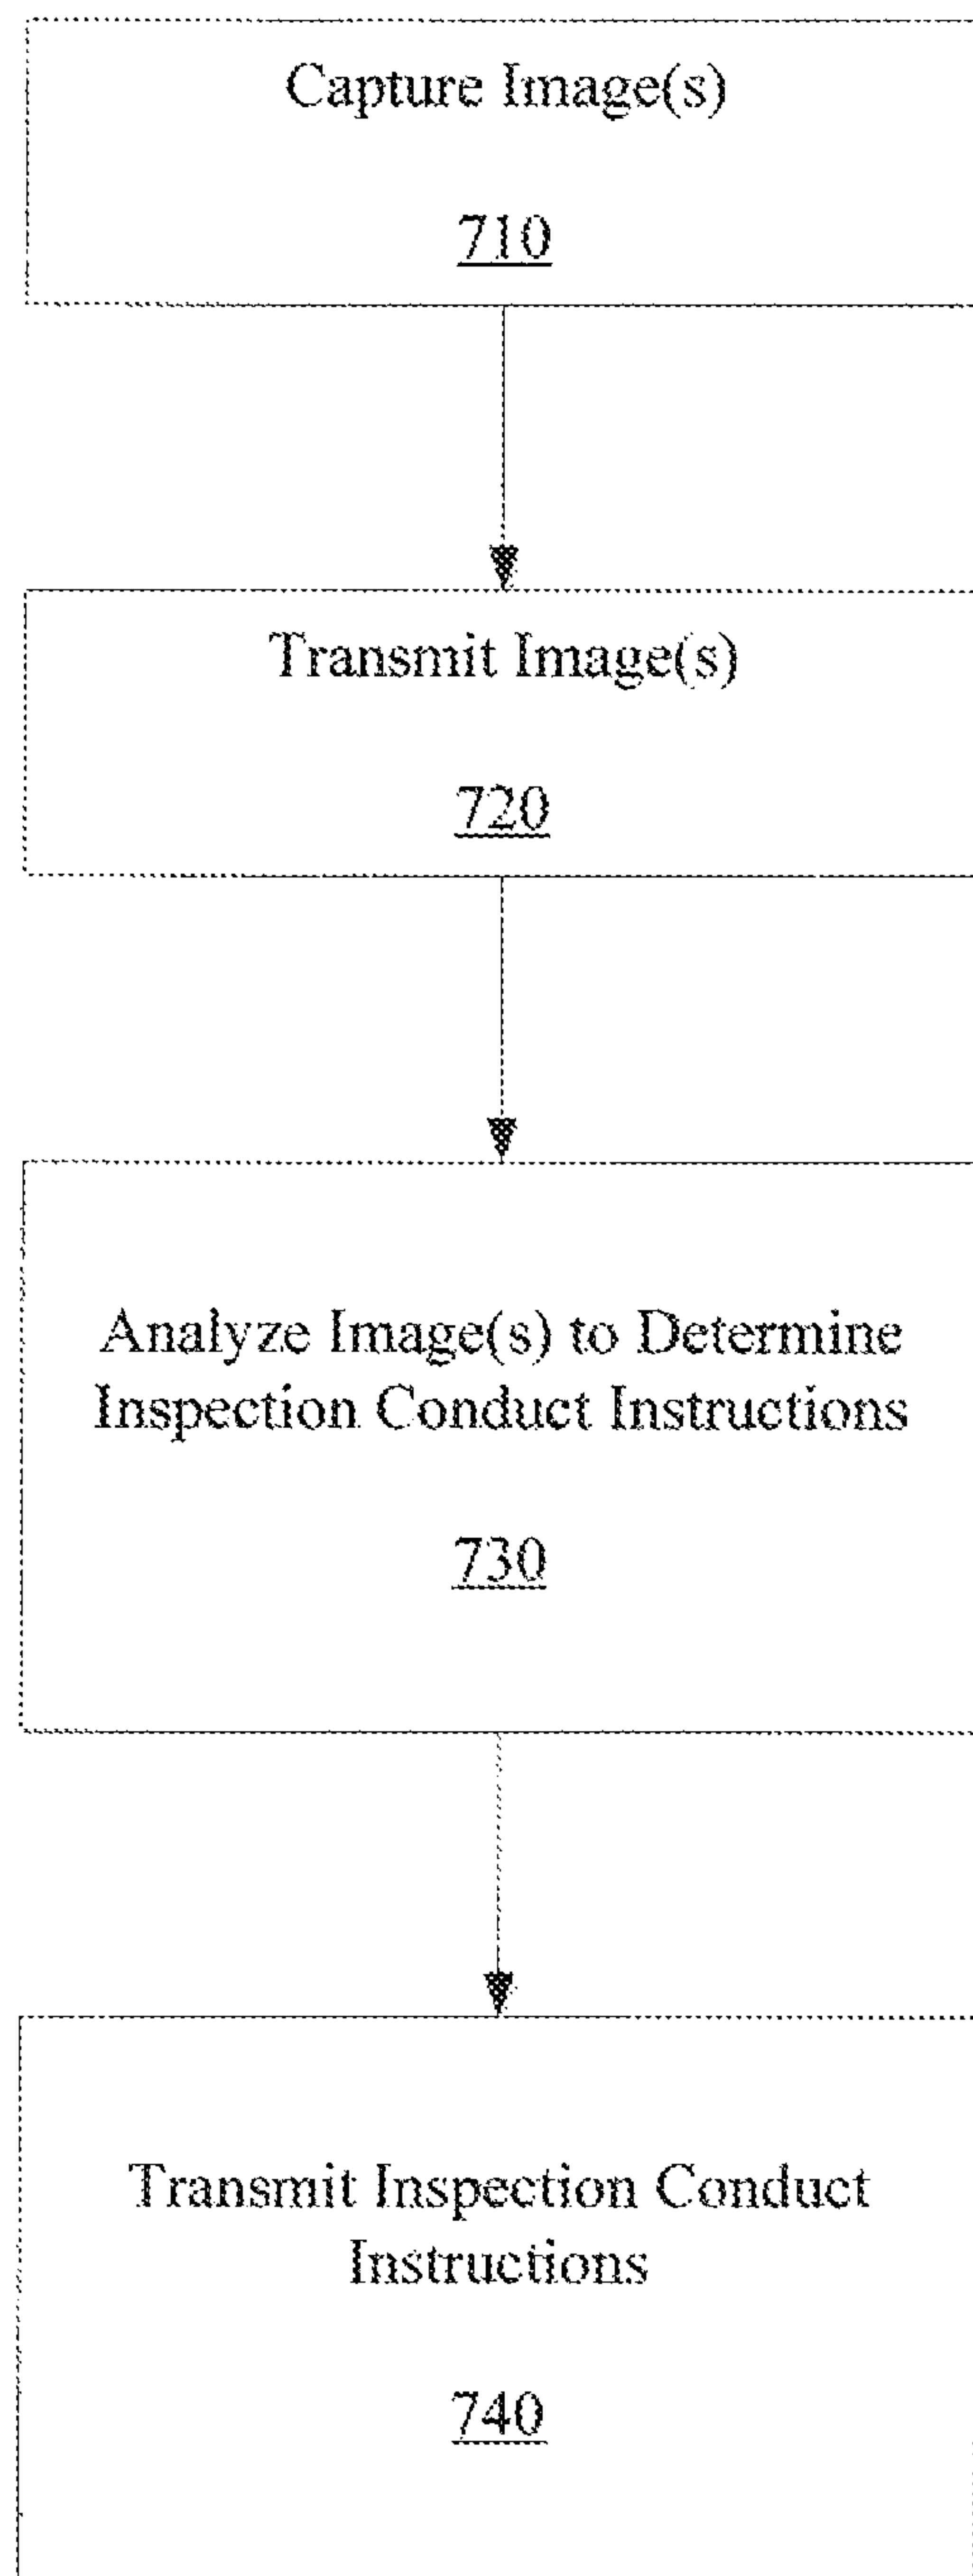 Capture Image(s)
710
Transmit Image(s)
720
Analyze Image(s) to Determine
Inspection Conduct Instructions
730
Transmit Inspection Conduct
Instructions
740